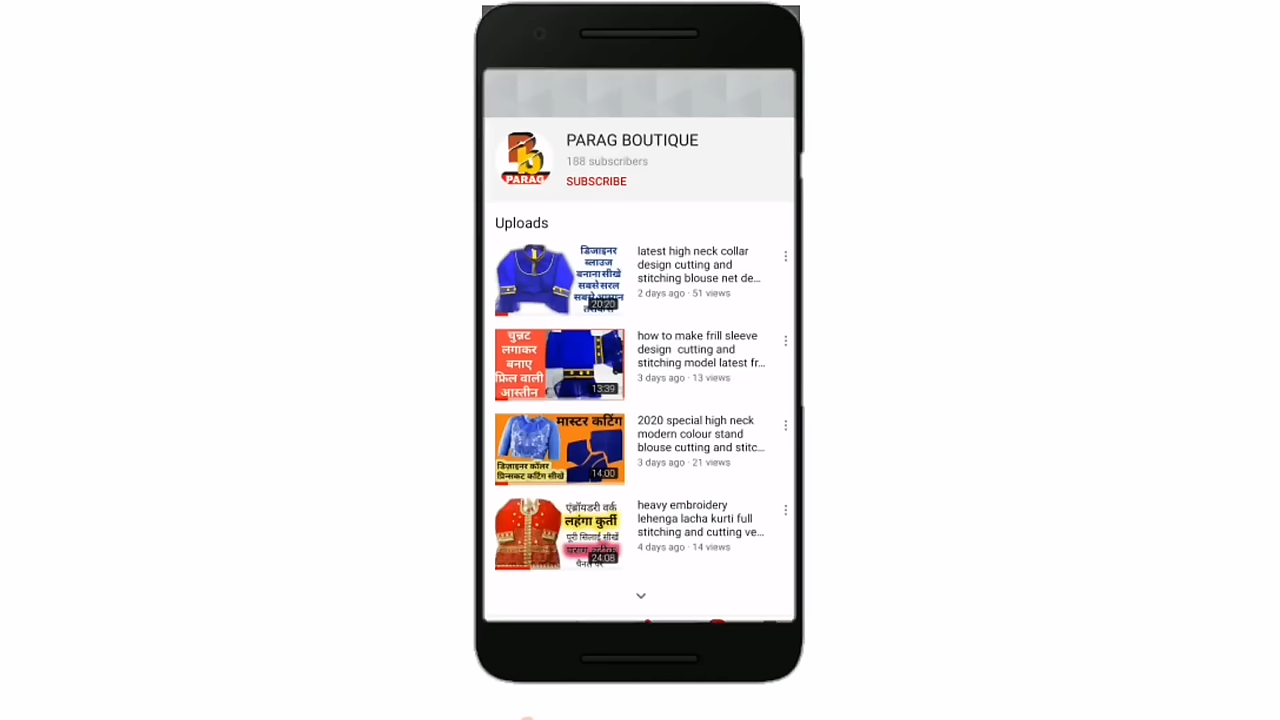 PARAG BOUTIQUE
188 subscribers
SUBSCRIBE
PARAG
Uploads
डिजाइनर
ब्लाउज
बनाना सीखे
सबसे सरल
20:20
latest high neck collar
design cutting and
stitching blouse net de...
2 days ago · 51 views
चुन्नट
लगाकर
बनाए
फ्रिल वाली
आस्तीन
13:39
how to make frill sleeve
design cutting and
stitching model latest fr...
3 days ago · 13 views
मास्टर कटिंग
डिज़ाइनर कॉलर
प्रिन्सकट कटिंग सीखें
14:00
2020 special high neck
modern colour stand
blouse cutting and stitc...
3 days ago · 21 views
एंब्रॉयडरी वर्क
लहंगा कुर्ती
पूरी सिलाई सीखें
24:08
heavy embroidery
lehenga lacha kurti full
stitching and cutting ve...
4 days ago · 14 views